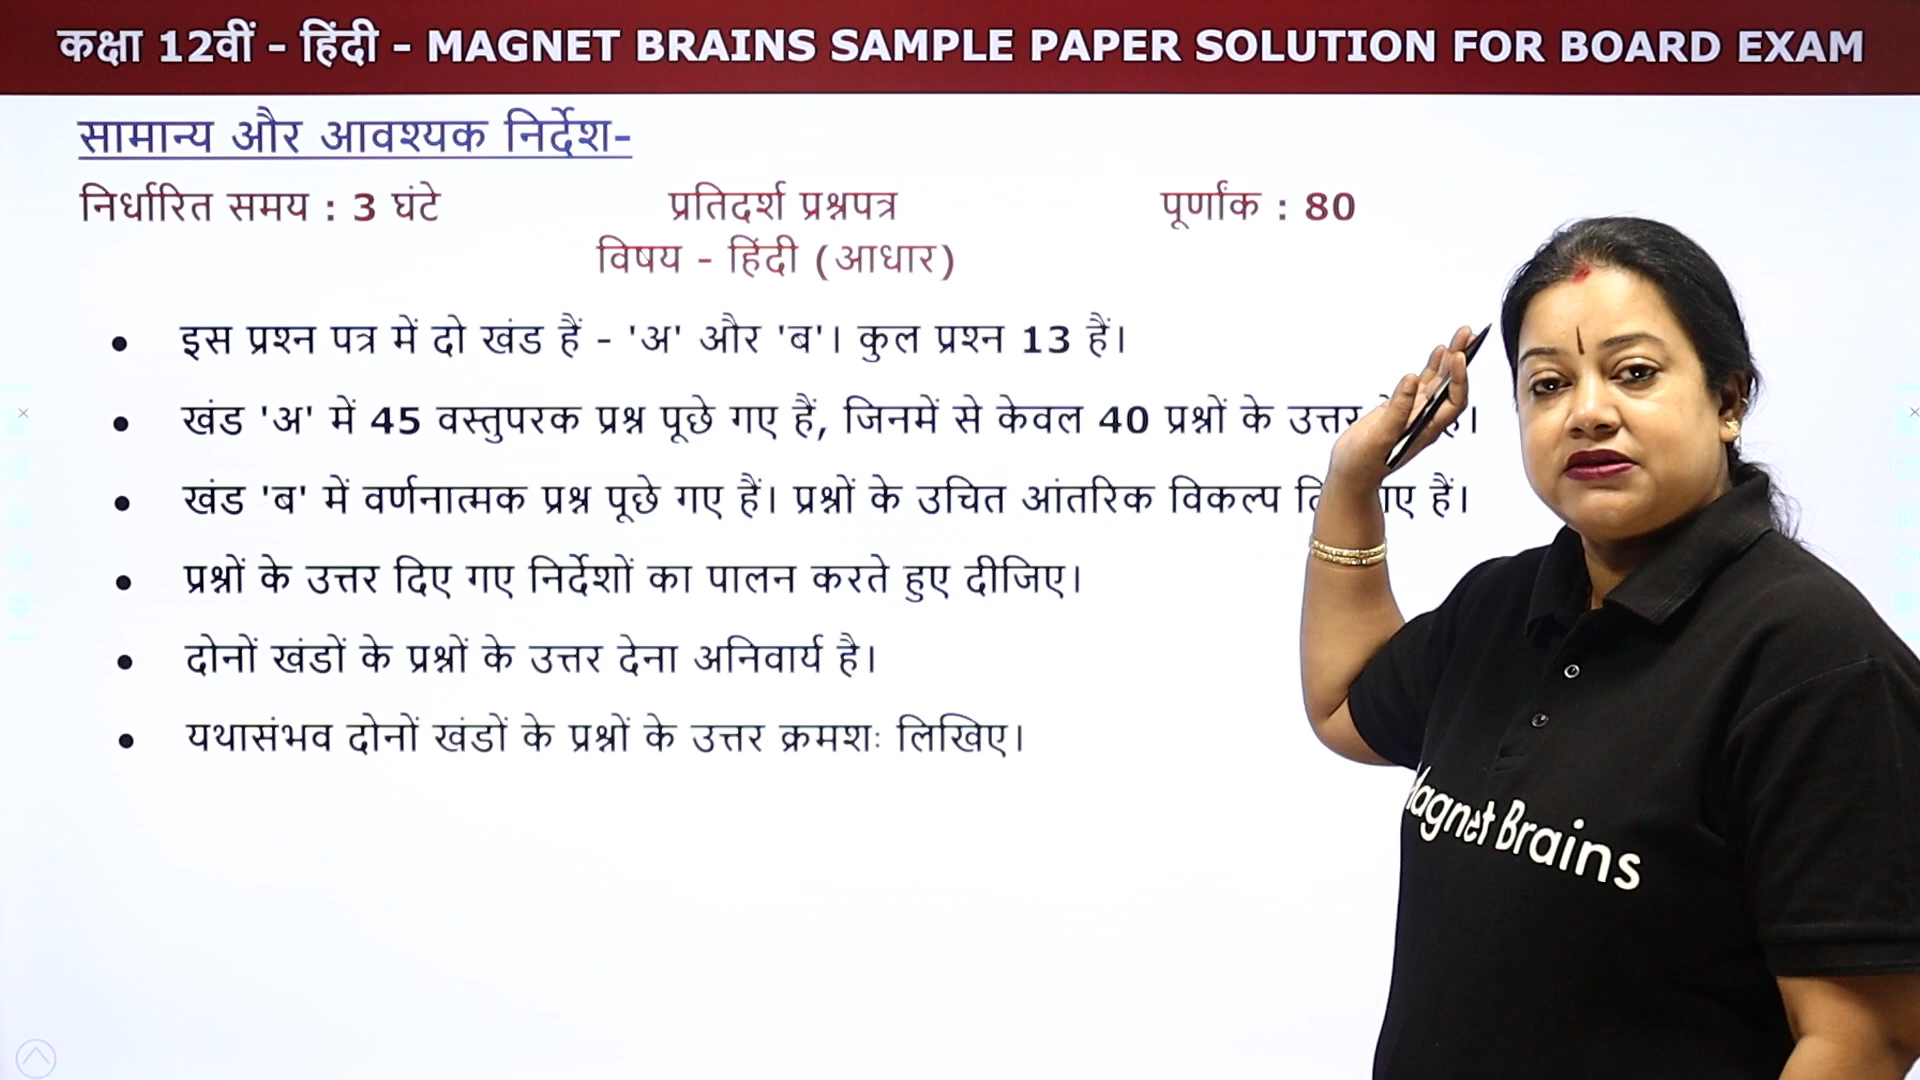 कक्षा 12वीं - हिंदी - MAGNET BRAINS SAMPLE PAPER SOLUTION FOR BOARD EXAM
सामान्य और आवश्यक निर्देश-
निर्धारित समय : 3 घंटे प्रतिदर्श प्रश्नपत्र पूर्णांक : 80
विषय - हिंदी (आधार)
• इस प्रश्न पत्र में दो खंड हैं - 'अ' और 'ब'। कुल प्रश्न 13 हैं।
• खंड 'अ' में 45 वस्तुपरक प्रश्न पूछे गए हैं, जिनमें से केवल 40 प्रश्नों के उत्तर
• खंड 'ब' में वर्णनात्मक प्रश्न पूछे गए हैं। प्रश्नों के उचित आंतरिक विकल्प हैं।
• प्रश्नों के उत्तर दिए गए निर्देशों का पालन करते हुए दीजिए।
• दोनों खंडों के प्रश्नों के उत्तर देना अनिवार्य है।
• यथासंभव दोनों खंडों के प्रश्नों के उत्तर क्रमशः लिखिए।
Magnet Brains